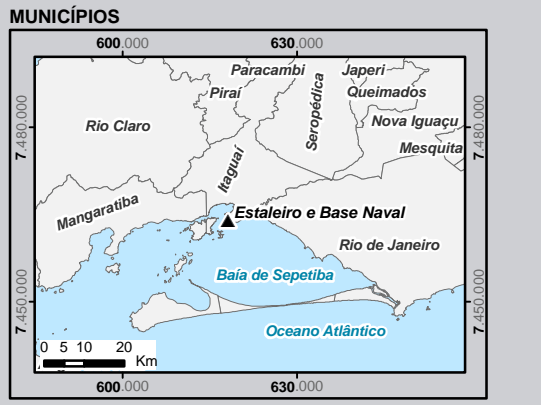 MUNICÍPIOS
600.000 630.000
Paracambi Japeri
Piraí Queimados
Seropédica
7.480.000 7.480.000
Rio Claro Nova Iguaçu
Mesquita
Itaguaí
Mangaratiba
Estaleiro e Base Naval
Rio de Janeiro
Baía de Sepetiba
7.450.000 7.450.000
Oceano Atlântico
0 5 10 20
Km
600.000 630.000